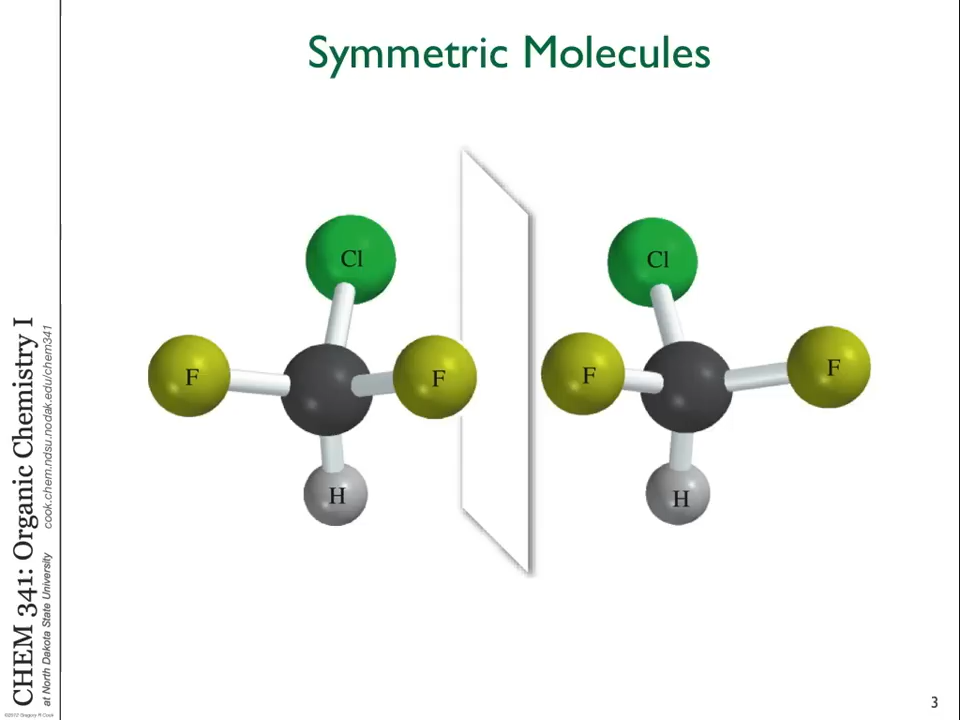 Symmetric Molecules
Cl
F
F
H
Cl
F
F
H
CHEM 341: Organic Chemistry I
at North Dakota State University cook.chem.ndsu.nodak.edu/chem341
©2012 Gregory R Cook
3